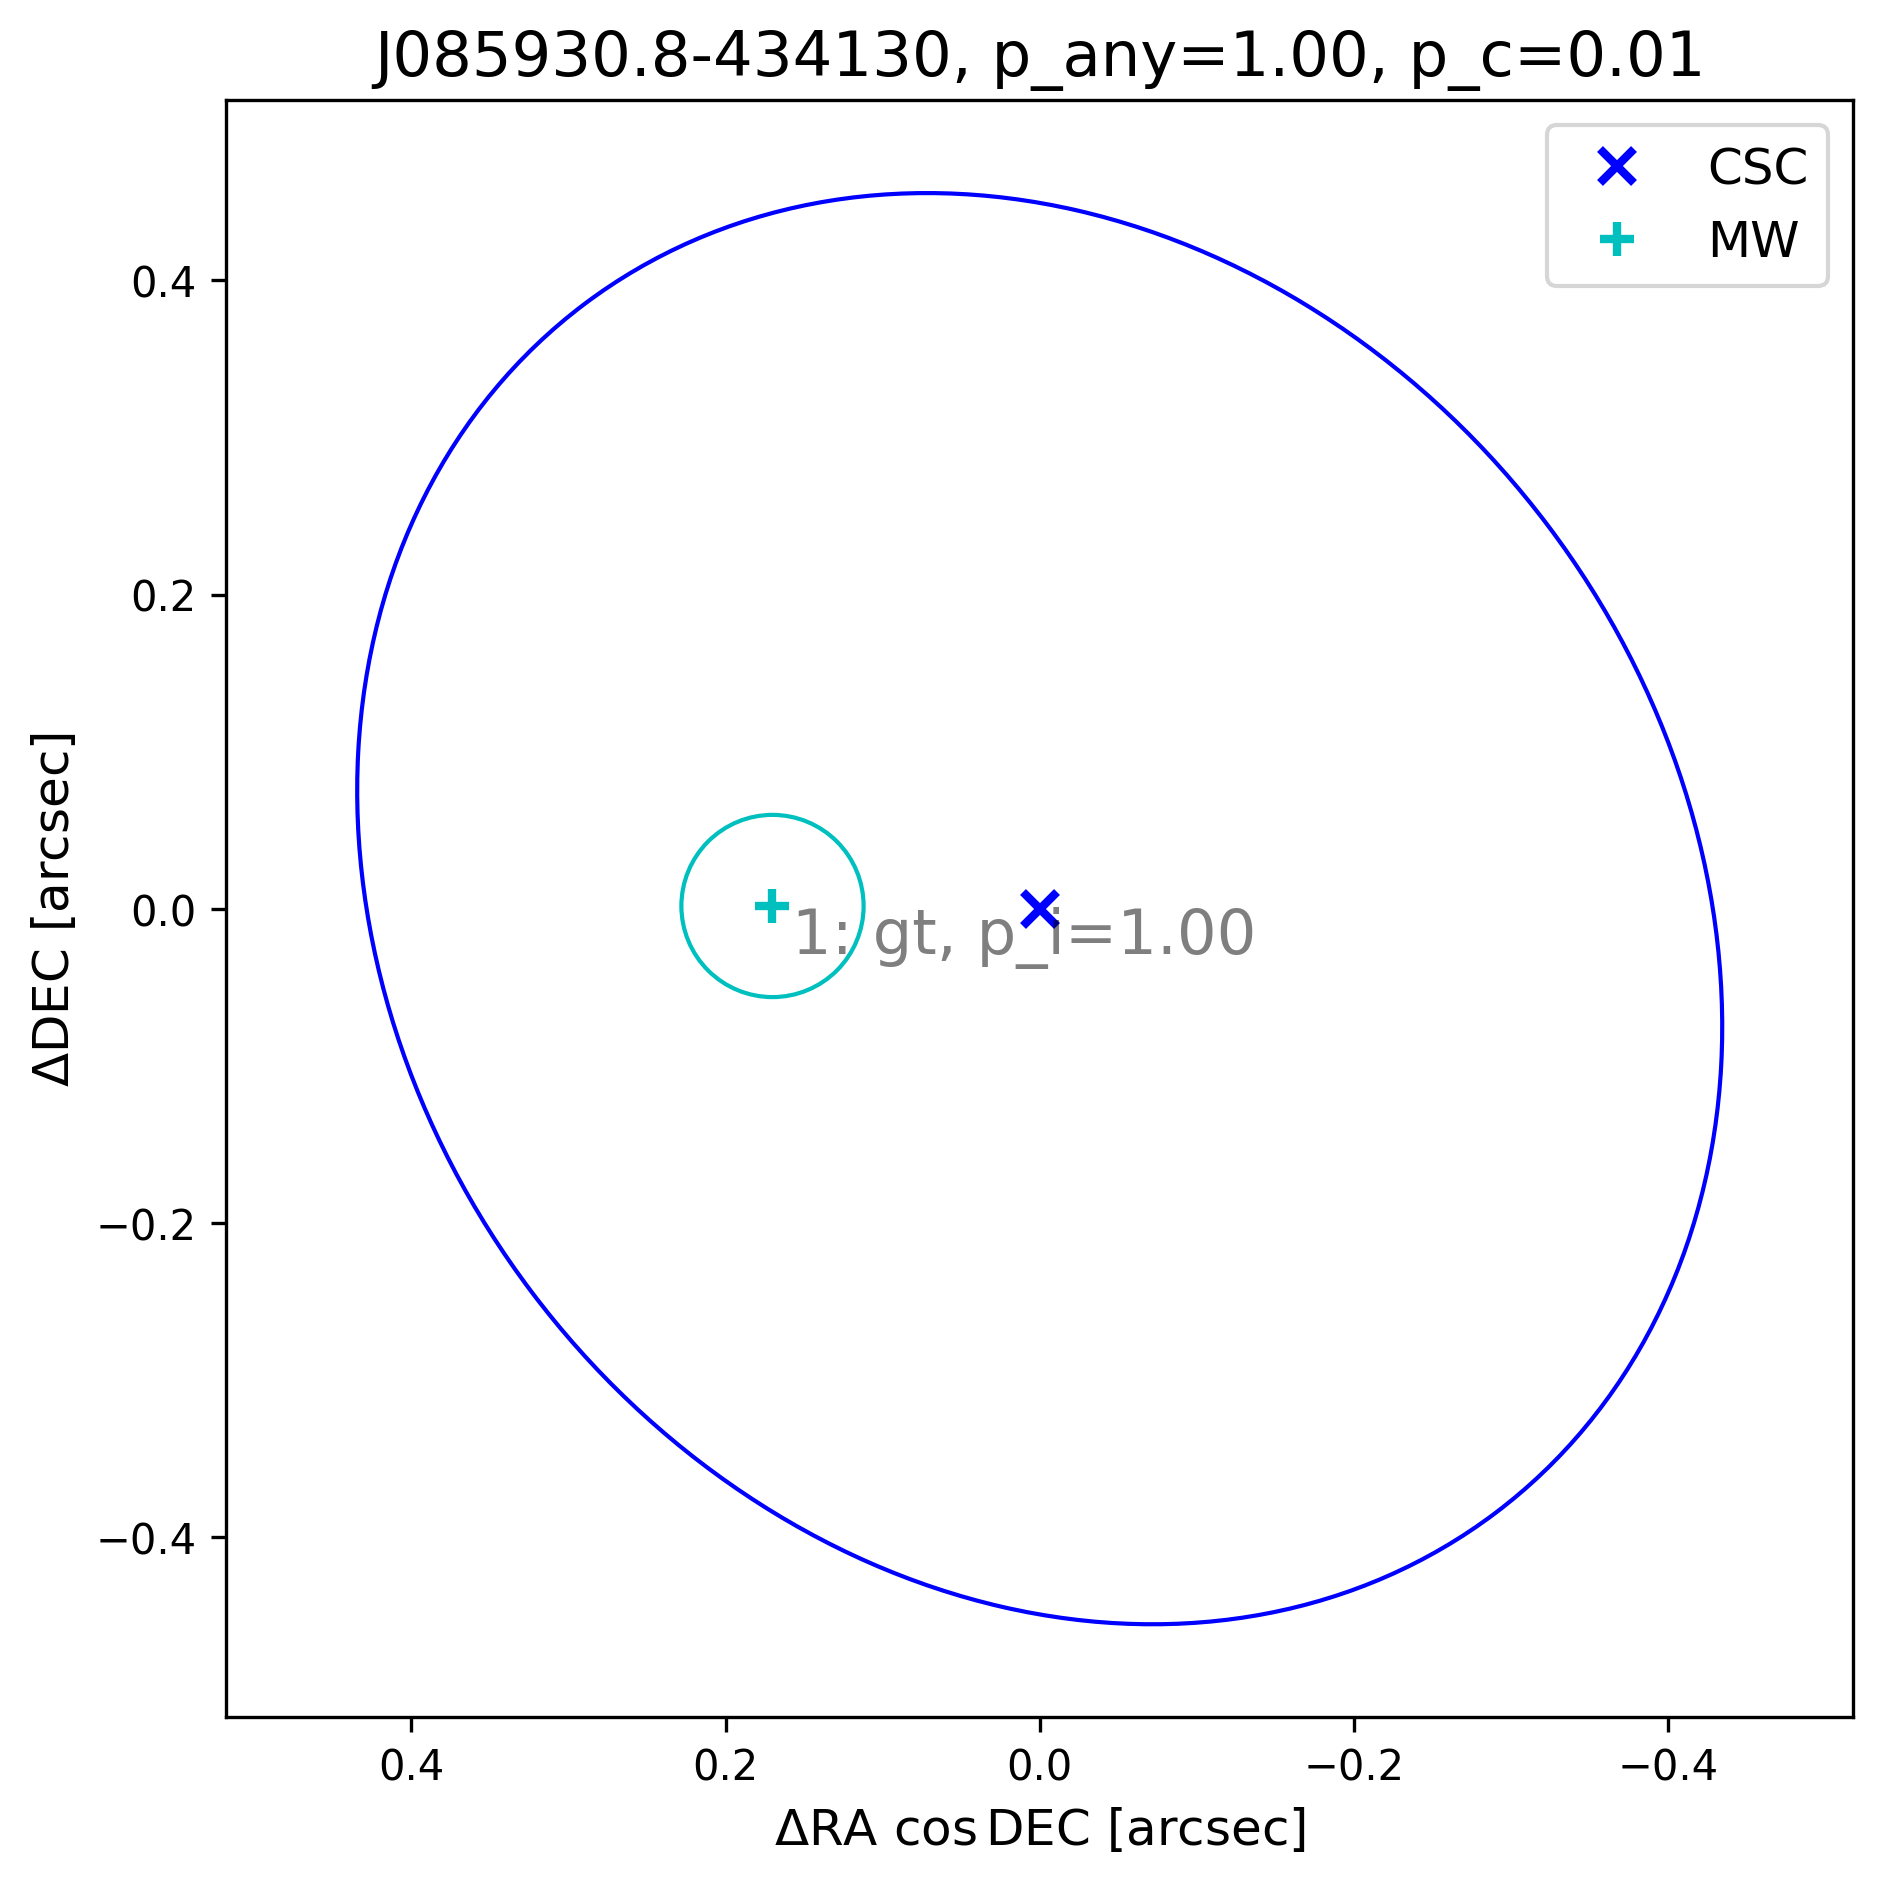 J085930.8-434130, p_any=1.00, p_c=0.01
CSC
MW
0.4
0.2
0.0
−0.2
−0.4
ΔDEC [arcsec]
1: gt, p_i=1.00
0.4
0.2
0.0
−0.2
−0.4
ΔRA cos DEC [arcsec]